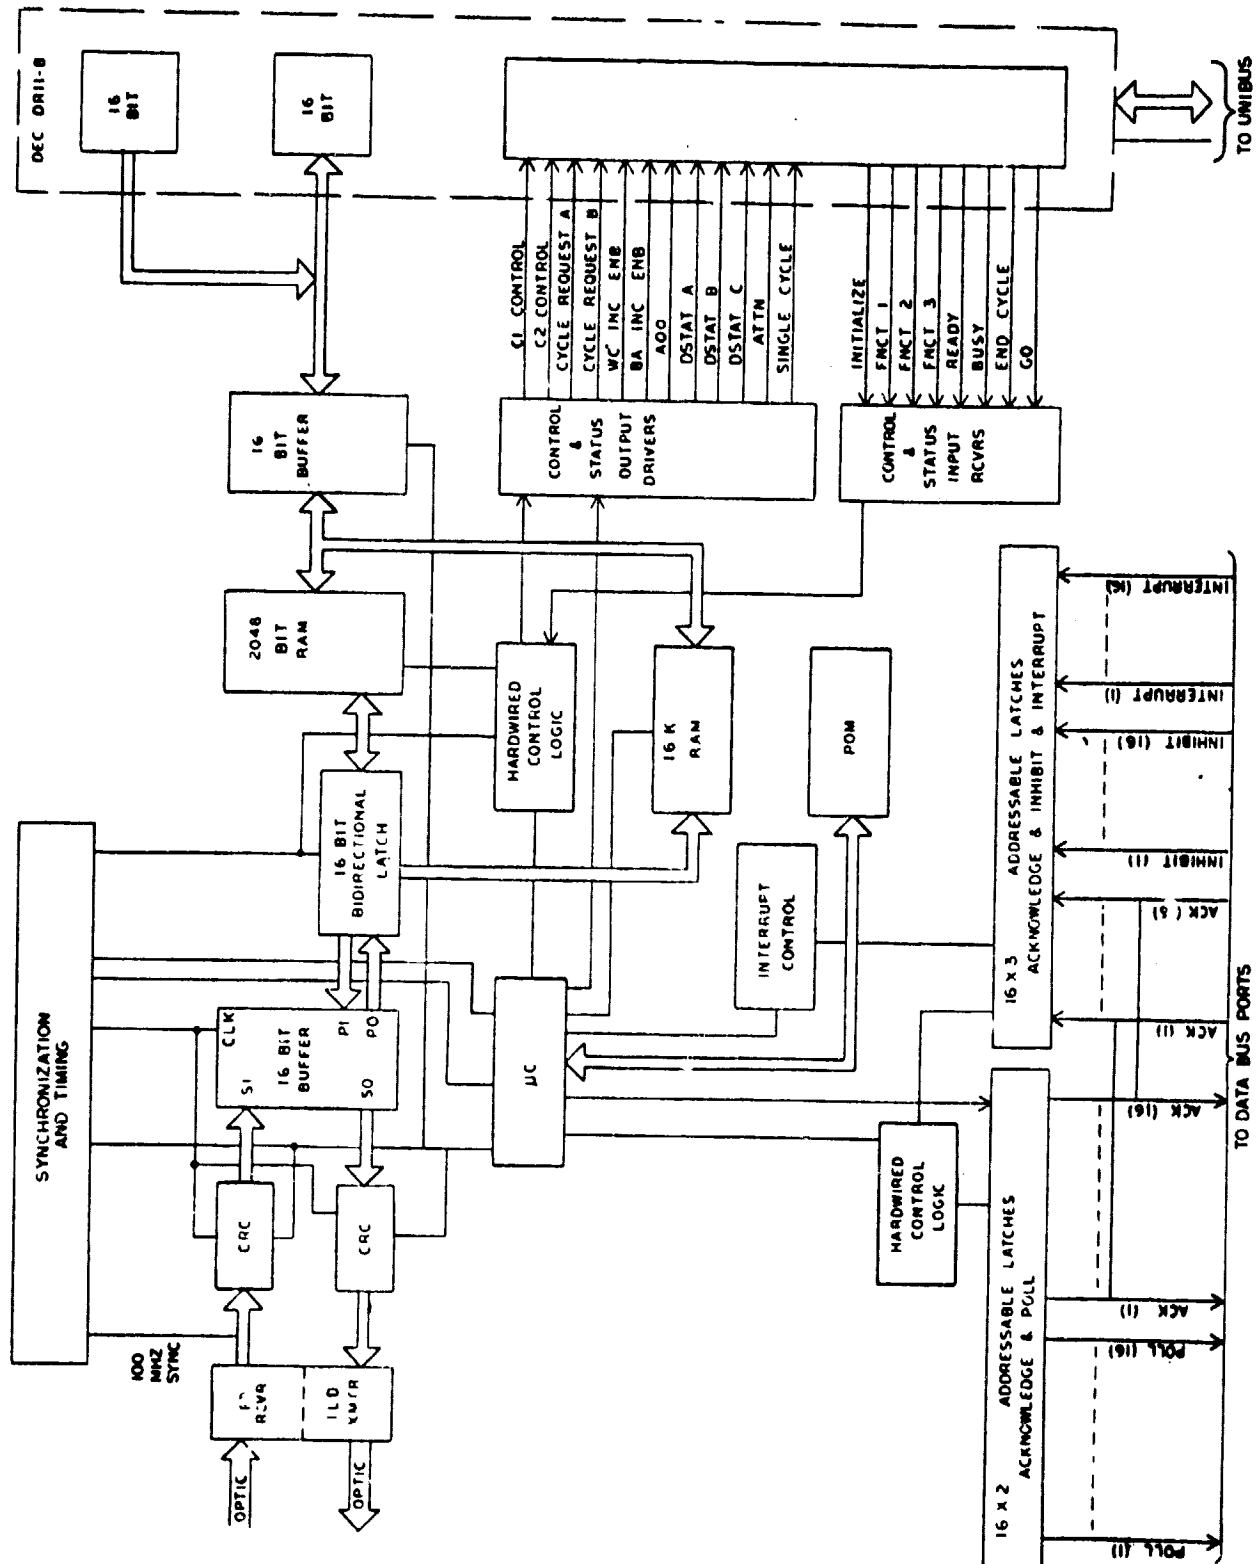 SYNCHRONIZATION
AND TIMING
100
MHZ
SYNC
RCVR
XMTR
OPTIC
OPTIC
CRC
CRC
CLK
SI
16 BIT
BUFFER
PI
SO
PO
16 BIT
BIDIRECTIONAL
LATCH
2048
BIT
RAM
16
BIT
BUFFER
DEC DR11-B
16
BIT
16
BIT
µC
HARDWIRED
CONTROL
LOGIC
16 K
RAM
INTERRUPT
CONTROL
POM
CONTROL
&
STATUS
OUTPUT
DRIVERS
C1 CONTROL
C2 CONTROL
CYCLE REQUEST A
CYCLE REQUEST B
WC INC ENB
BA INC ENB
AOO
DSTAT A
DSTAT B
DSTAT C
ATTN
SINGLE CYCLE
CONTROL
&
STATUS
INPUT
RCVRS
INITIALIZE
FNCT 1
FNCT 2
FNCT 3
READY
BUSY
END CYCLE
GO
TO UNIBUS
HARDWIRED
CONTROL
LOGIC
16 X 2 ADDRESSABLE LATCHES
ACKNOWLEDGE & POLL
16 X 3 ADDRESSABLE LATCHES
ACKNOWLEDGE & INHIBIT & INTERRUPT
POLL (1)
POLL (16)
ACK (1)
ACK (16)
ACK (1)
ACK
INHIBIT (1)
INHIBIT (16)
INTERRUPT (1)
INTERRUPT (16)
TO DATA BUS PORTS